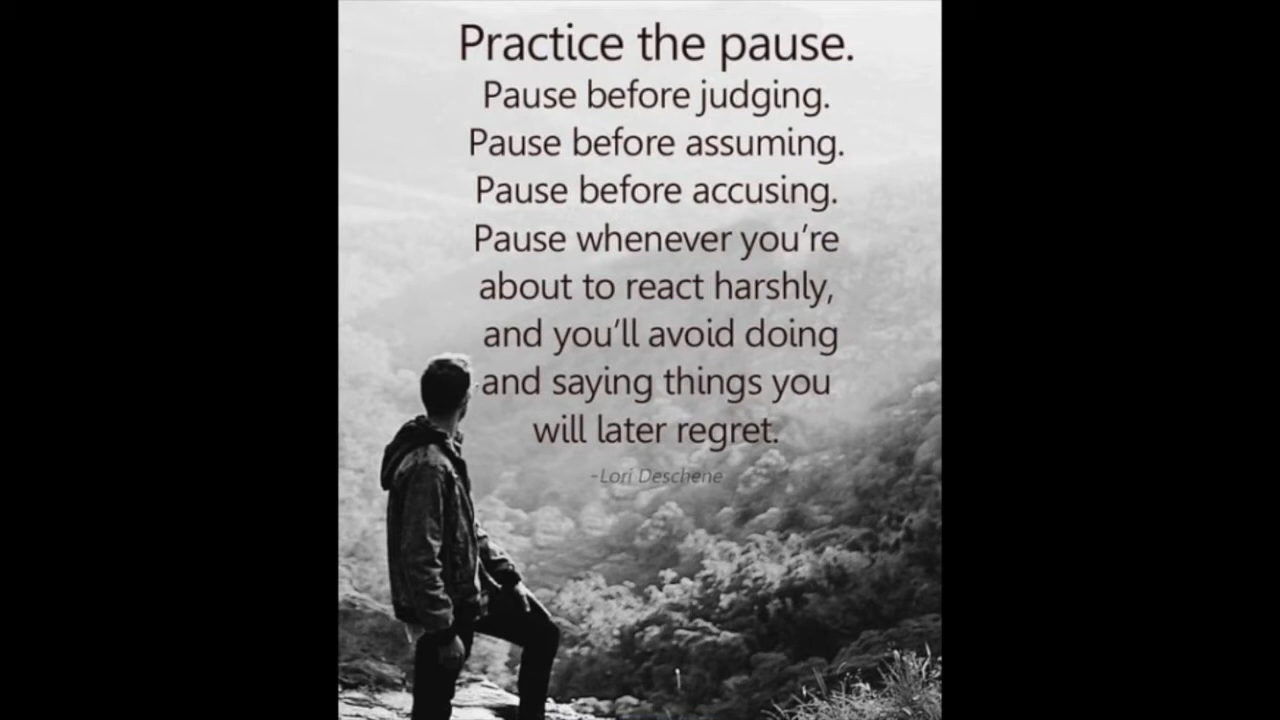 Practice the pause.
Pause before judging.
Pause before assuming.
Pause before accusing.
Pause whenever you’re
about to react harshly,
and you’ll avoid doing
and saying things you
will later regret.
-Lori Deschene